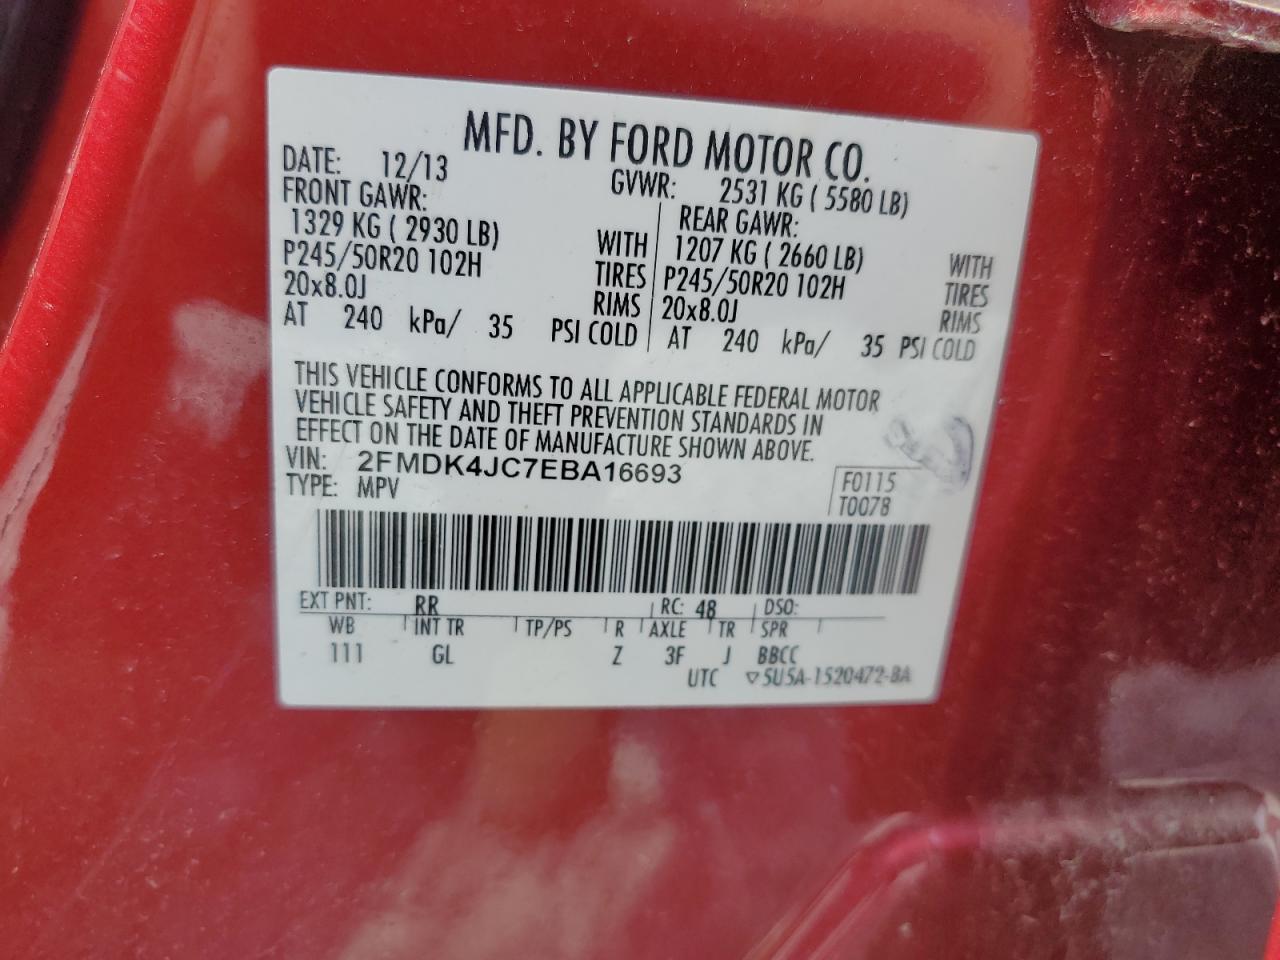 MFD. BY FORD MOTOR CO.
DATE: 12/13 GVWR: 2531 KG ( 5580 LB)
FRONT GAWR: REAR GAWR:
1329 KG ( 2930 LB) WITH 1207 KG ( 2660 LB) WITH
P245/50R20 102H TIRES P245/50R20 102H TIRES
20x8.0J RIMS 20x8.0J RIMS
AT 240 kPa/ 35 PSI COLD AT 240 kPa/ 35 PSI COLD
THIS VEHICLE CONFORMS TO ALL APPLICABLE FEDERAL MOTOR
VEHICLE SAFETY AND THEFT PREVENTION STANDARDS IN
EFFECT ON THE DATE OF MANUFACTURE SHOWN ABOVE.
VIN: 2FMDK4JC7EBA16693 F0115
TYPE: MPV T0078
EXT PNT: RR RC: 48 DSO:
WB INT TR TP/PS R AXLE TR SPR
111 GL Z 3F J BBCC
UTC ▽5U5A-1520472-BA